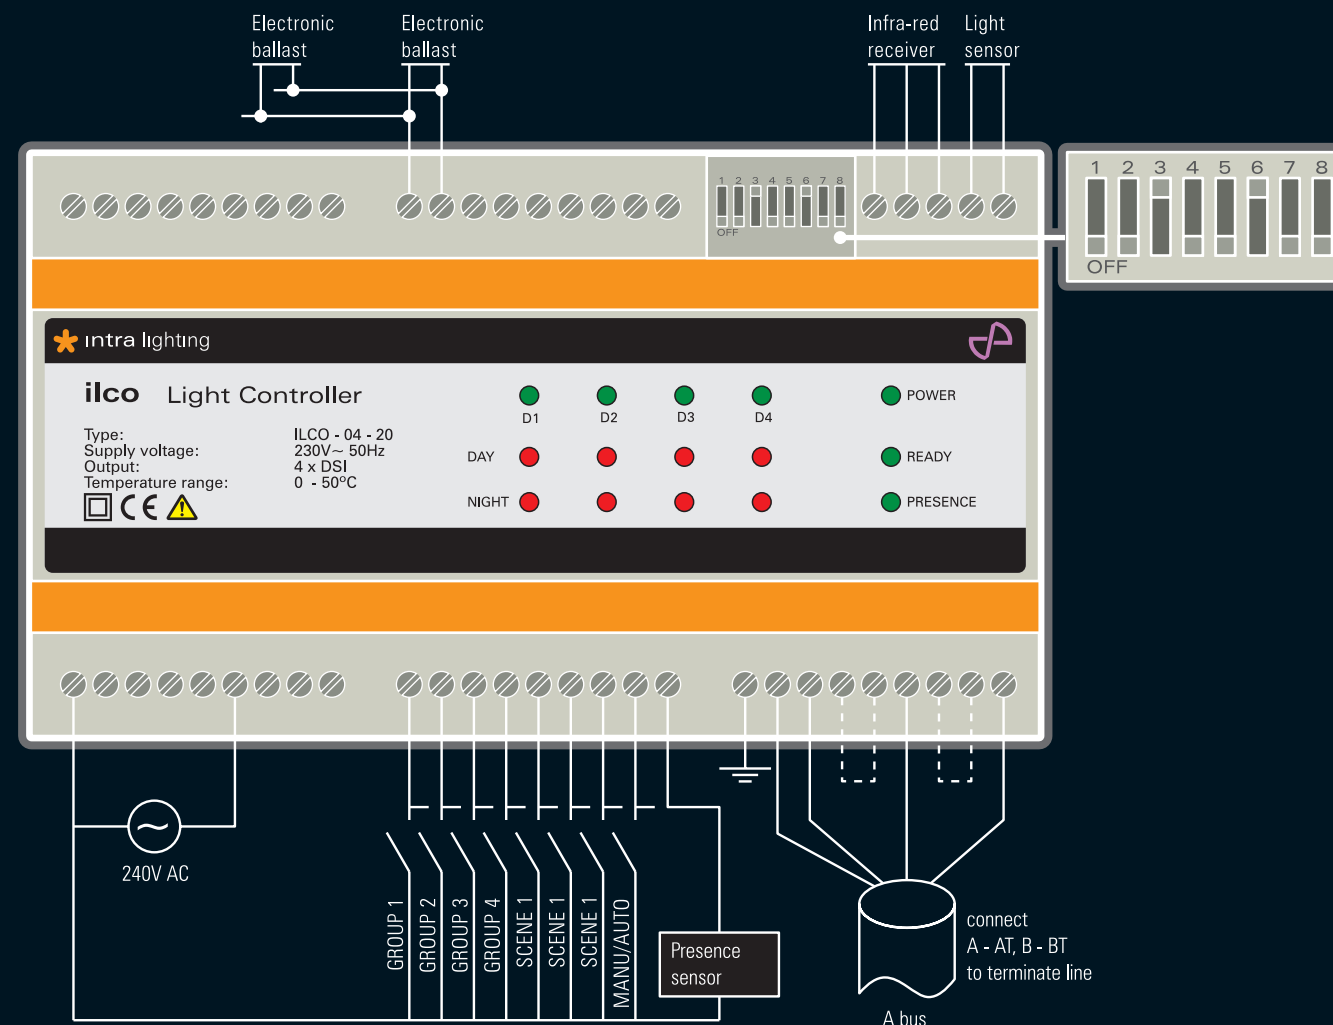 Electronic
ballast
Electronic
ballast
Infra-red
receiver
Light
sensor
1 2 3 4 5 6 7 8
OFF
1 2 3 4 5 6 7 8
OFF
intra lighting
ilco Light Controller
Type: ILCO - 04 - 20
Supply voltage: 230V~ 50Hz
Output: 4 x DSI
Temperature range: 0 - 50°C
CE
D1 D2 D3 D4
DAY
NIGHT
POWER
READY
PRESENCE
240V AC
GROUP 1
GROUP 2
GROUP 3
GROUP 4
SCENE 1
SCENE 1
SCENE 1
MANU/AUTO
Presence
sensor
connect
A - AT, B - BT
to terminate line
A bus